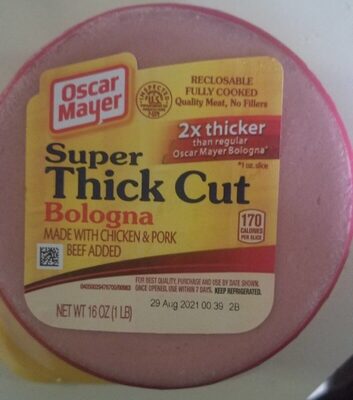 Oscar
Mayer
RECLOSABLE
FULLY COOKED
Quality Meat, No Fillers
2x thicker
than regular
Oscar Mayer Bologna*
*1 oz. slice
Super
Thick Cut
Bologna
MADE WITH CHICKEN & PORK
BEEF ADDED
170
CALORIES
PER SLICE
FOR BEST QUALITY, PURCHASE AND USE BY DATE SHOWN.
ONCE OPENED, USE WITHIN 7 DAYS. KEEP REFRIGERATED.
29 Aug 2021 00 39 2B
NET WT 16 OZ (1 LB)